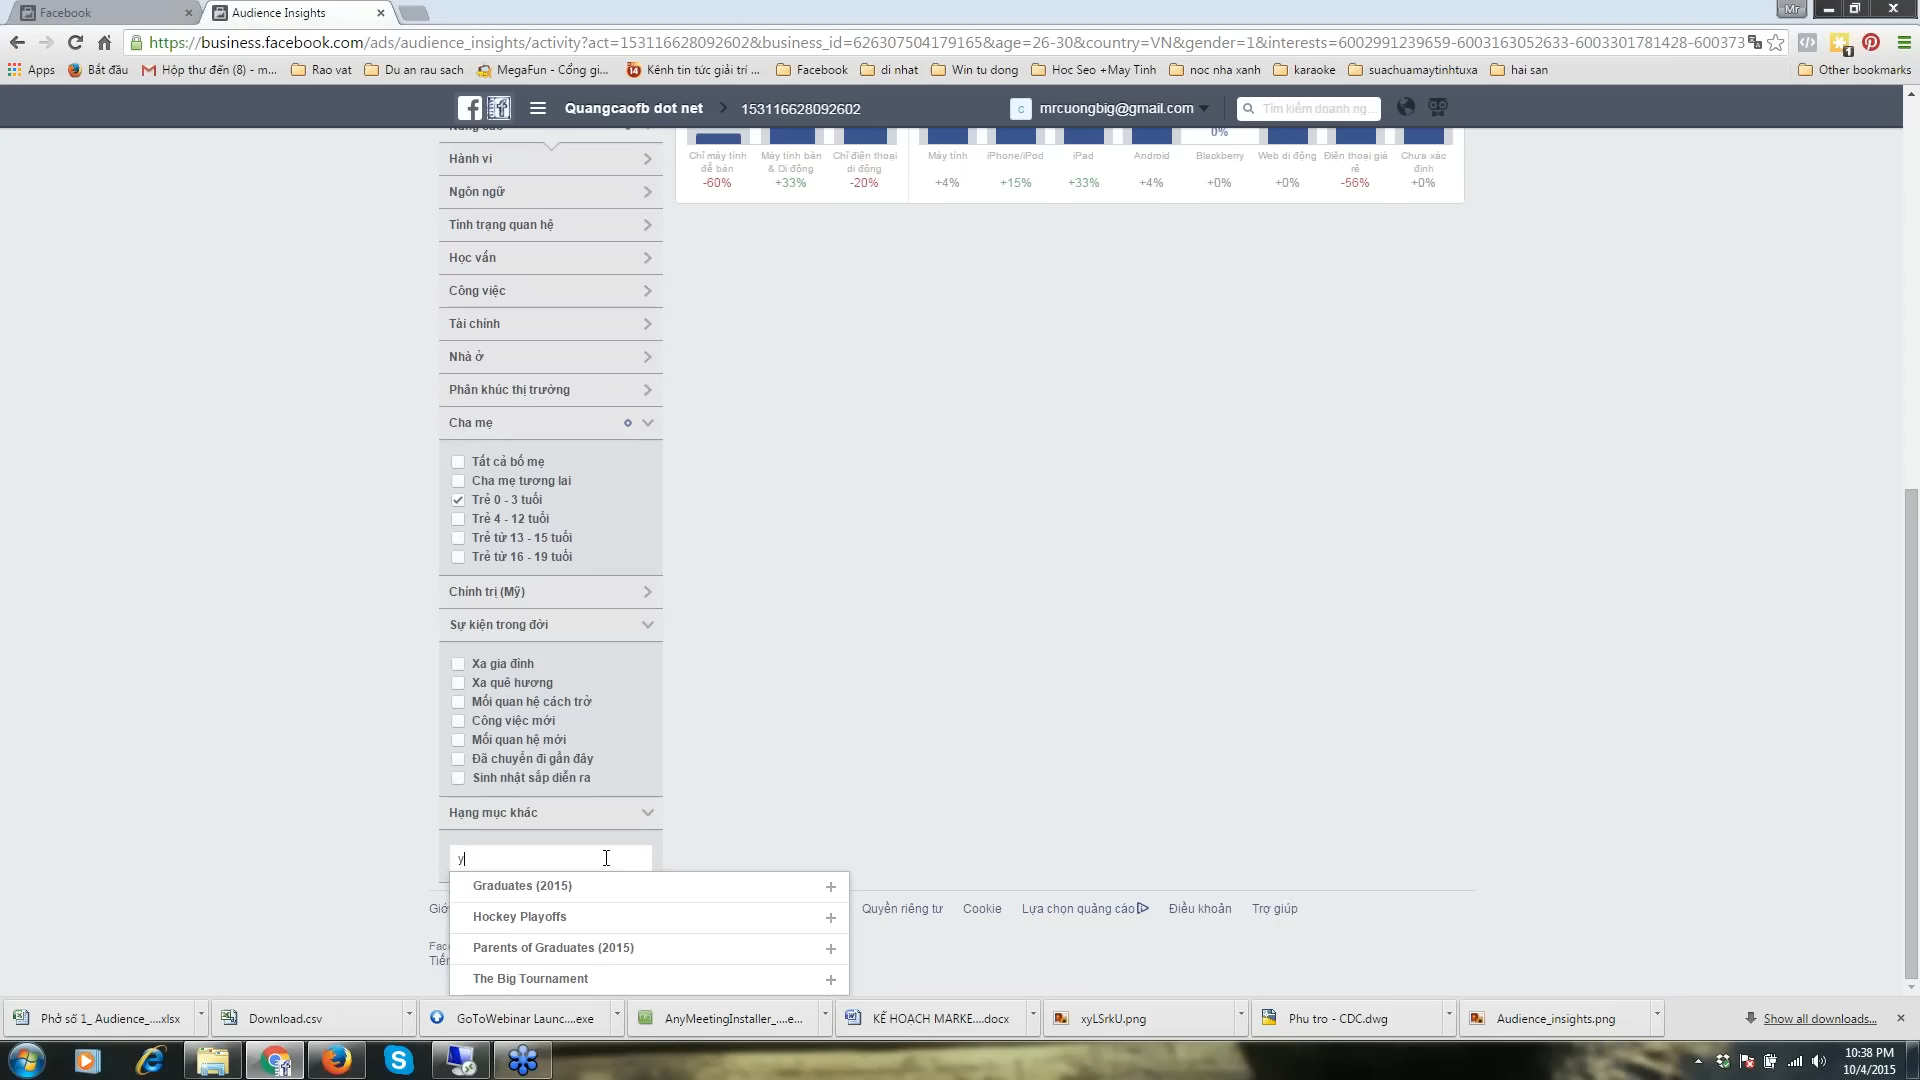 Facebook
Audience Insights
Mr
https://business.facebook.com/ads/audience_insights/activity?act=153116628092602&business_id=626307504179165&age=26-30&country=VN&gender=1&interests=6002991239659-6003163052633-6003301781428-600373
Apps
Bắt đầu
Hộp thư đến (8) - m...
Rao vat
Du an rau sach
MegaFun - Cổng gi...
Kênh tin tức giải trí ...
Facebook
di nhat
Win tu dong
Hoc Seo +May Tinh
noc nha xanh
karaoke
suachuamaytinhtuxa
hai san
Other bookmarks
Quangcaofb dot net
153116628092602
c
mrcuongbig@gmail.com
Tìm kiếm doanh ng...
Hành vi
Ngôn ngữ
Tình trạng quan hệ
Học vấn
Công việc
Tài chính
Nhà ở
Phân khúc thị trường
Cha mẹ
Tất cả bố mẹ
Cha mẹ tương lai
Trẻ 0 - 3 tuổi
Trẻ 4 - 12 tuổi
Trẻ từ 13 - 15 tuổi
Trẻ từ 16 - 19 tuổi
Chính trị (Mỹ)
Sự kiện trong đời
Xa gia đình
Xa quê hương
Mối quan hệ cách trở
Công việc mới
Mối quan hệ mới
Đã chuyển đi gần đây
Sinh nhật sắp diễn ra
Hạng mục khác
y
Graduates (2015)
Hockey Playoffs
Parents of Graduates (2015)
The Big Tournament
0%
Chỉ máy tính để bàn
Máy tính bàn & Di động
Chỉ điện thoại di động
Máy tính
iPhone/iPod
iPad
Android
Blackberry
Web di động
Điện thoại giá rẻ
Chưa xác định
-60%
+33%
-20%
+4%
+15%
+33%
+4%
+0%
+0%
-56%
+0%
Quyền riêng tư
Cookie
Lựa chọn quảng cáo
Điều khoản
Trợ giúp
Phở số 1_ Audience_....xlsx
Download.csv
GoToWebinar Launc....exe
AnyMeetingInstaller_....e...
KẾ HOẠCH MARKE....docx
xyLSrkU.png
Phu tro - CDC.dwg
Audience_insights.png
Show all downloads...
10:38 PM
10/4/2015